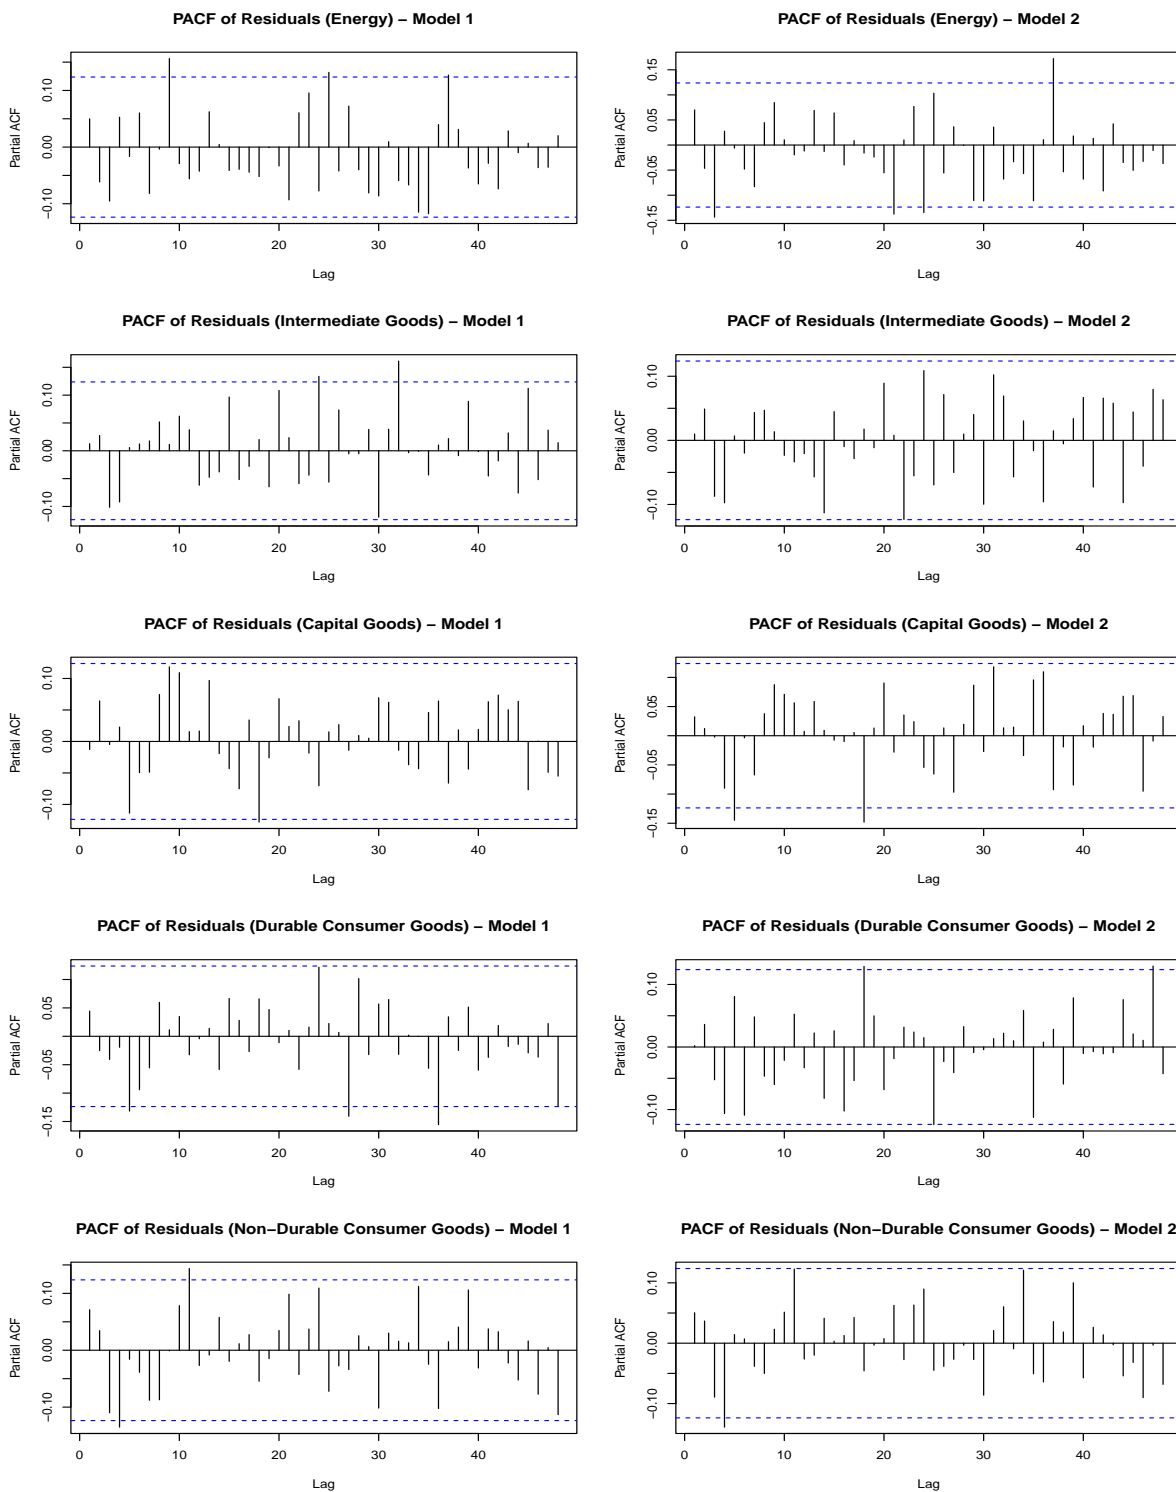 PACF of Residuals (Energy) – Model 1
Partial ACF
0.10
0.00
−0.10
0 10 20 30 40
Lag
PACF of Residuals (Energy) – Model 2
Partial ACF
0.15
0.05
−0.05
−0.15
0 10 20 30 40
Lag
PACF of Residuals (Intermediate Goods) – Model 1
Partial ACF
0.10
0.00
−0.10
0 10 20 30 40
Lag
PACF of Residuals (Intermediate Goods) – Model 2
Partial ACF
0.10
0.00
−0.10
0 10 20 30 40
Lag
PACF of Residuals (Capital Goods) – Model 1
Partial ACF
0.10
0.00
−0.10
0 10 20 30 40
Lag
PACF of Residuals (Capital Goods) – Model 2
Partial ACF
0.05
−0.05
−0.15
0 10 20 30 40
Lag
PACF of Residuals (Durable Consumer Goods) – Model 1
Partial ACF
0.05
−0.05
−0.15
0 10 20 30 40
Lag
PACF of Residuals (Durable Consumer Goods) – Model 2
Partial ACF
0.10
0.00
−0.10
0 10 20 30 40
Lag
PACF of Residuals (Non−Durable Consumer Goods) – Model 1
Partial ACF
0.10
0.00
−0.10
0 10 20 30 40
Lag
PACF of Residuals (Non−Durable Consumer Goods) – Model 2
Partial ACF
0.10
0.00
−0.10
0 10 20 30 40
Lag